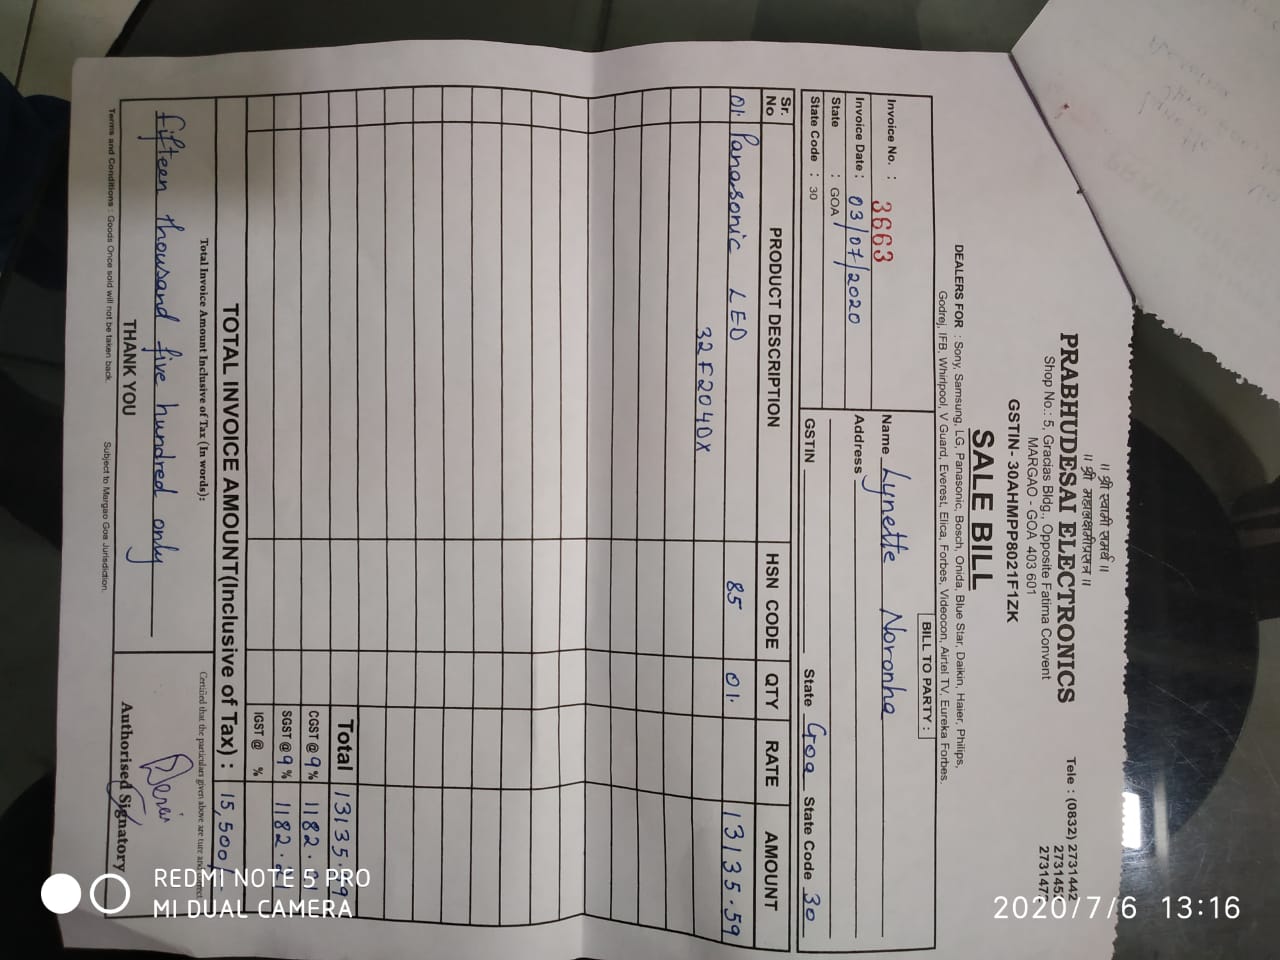 ॥ श्री स्वामी समर्थ ॥
॥ श्री महालक्ष्मीप्रसन्न ॥
PRABHUDESAI ELECTRONICS
Shop No.: 5, Gracias Bldg., Opposite Fatima Convent
MARGAO - GOA 403 601
Tele : (0832) 2731442
GSTIN- 30AHMPP8021F1ZK
SALE BILL
DEALERS FOR : Sony, Samsung, LG, Panasonic, Bosch, Onida, Blue Star, Daikin, Haier, Philips,
Godrej, IFB, Whirlpool, V Guard, Everest, Elica, Forbes, Videocon, Airtel TV, Eureka Forbes.
BILL TO PARTY :
Invoice No. : 3663
Invoice Date : 03/07/2020
State : GOA
State Code : 30
Name Lynette Noronha
Address
GSTIN State Goa State Code 30
Sr. No PRODUCT DESCRIPTION HSN CODE QTY RATE AMOUNT
01. Panasonic LED 85 01. 13135.59
32F204DX
Total 13135.59
CGST @ 9% 1182.
SGST @ 9% 1182.
IGST @ %
TOTAL INVOICE AMOUNT(Inclusive of Tax) : 15,500/
Total Invoice Amount Inclusive of Tax (In words):
Certified that the particulars given above are ture and
fifteen thousand five hundred only
THANK YOU
Authorised Signatory
Terms and Conditions : Goods Once sold will not be taken back.
Subject to Margao Goa Jurisdiction.
REDMI NOTE 5 PRO
MI DUAL CAMERA
2020/7/6 13:16